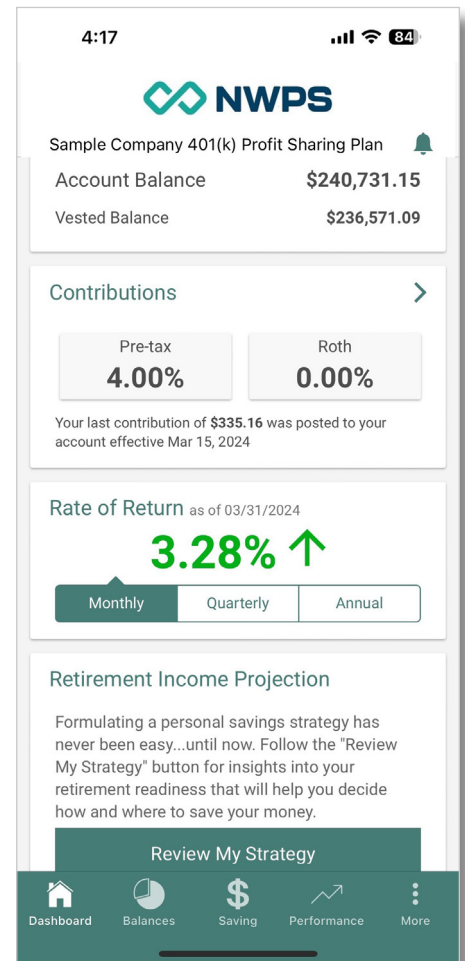 4:17
84
NWPS
Sample Company 401(k) Profit Sharing Plan
Account Balance $240,731.15
Vested Balance $236,571.09
Contributions
Pre-tax Roth
4.00% 0.00%
Your last contribution of $335.16 was posted to your
account effective Mar 15, 2024
Rate of Return as of 03/31/2024
3.28%
Monthly Quarterly Annual
Retirement Income Projection
Formulating a personal savings strategy has
never been easy...until now. Follow the "Review
My Strategy" button for insights into your
retirement readiness that will help you decide
how and where to save your money.
Review My Strategy
$
Dashboard Balances Saving Performance More